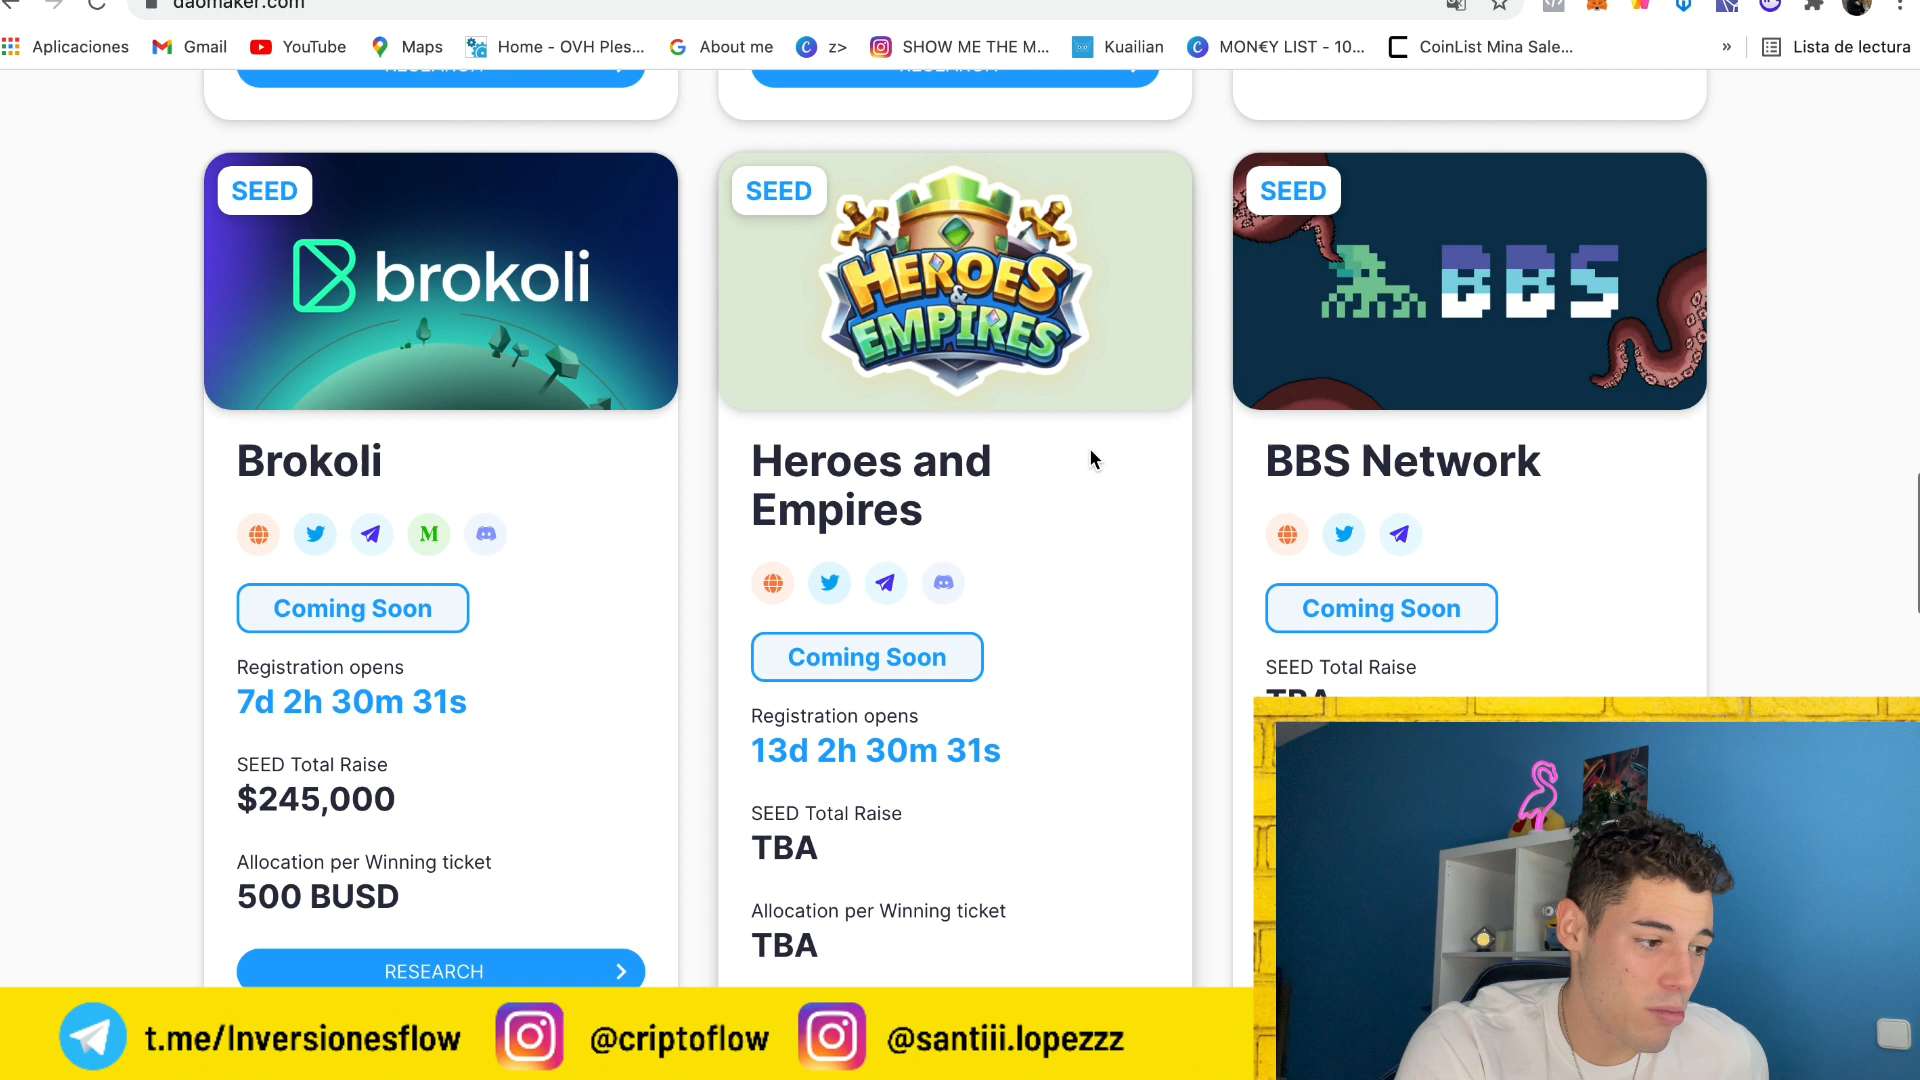 daomaker.com
Aplicaciones
Gmail
YouTube
Maps
Home - OVH Ples...
About me
z>
SHOW ME THE M...
Kuailian
MON€Y LIST - 10...
CoinList Mina Sale...
»
Lista de lectura
RESEARCH
RESEARCH
SEED
brokoli
SEED
HEROES
&
EMPIRES
SEED
BBS
Brokoli
Heroes and
Empires
BBS Network
M
Coming Soon
Coming Soon
Coming Soon
Registration opens
7d 2h 30m 31s
Registration opens
13d 2h 30m 31s
SEED Total Raise
TBA
SEED Total Raise
$245,000
SEED Total Raise
TBA
Allocation per Winning ticket
500 BUSD
Allocation per Winning ticket
TBA
RESEARCH
t.me/Inversionesflow
@criptoflow
@santiii.lopezzz